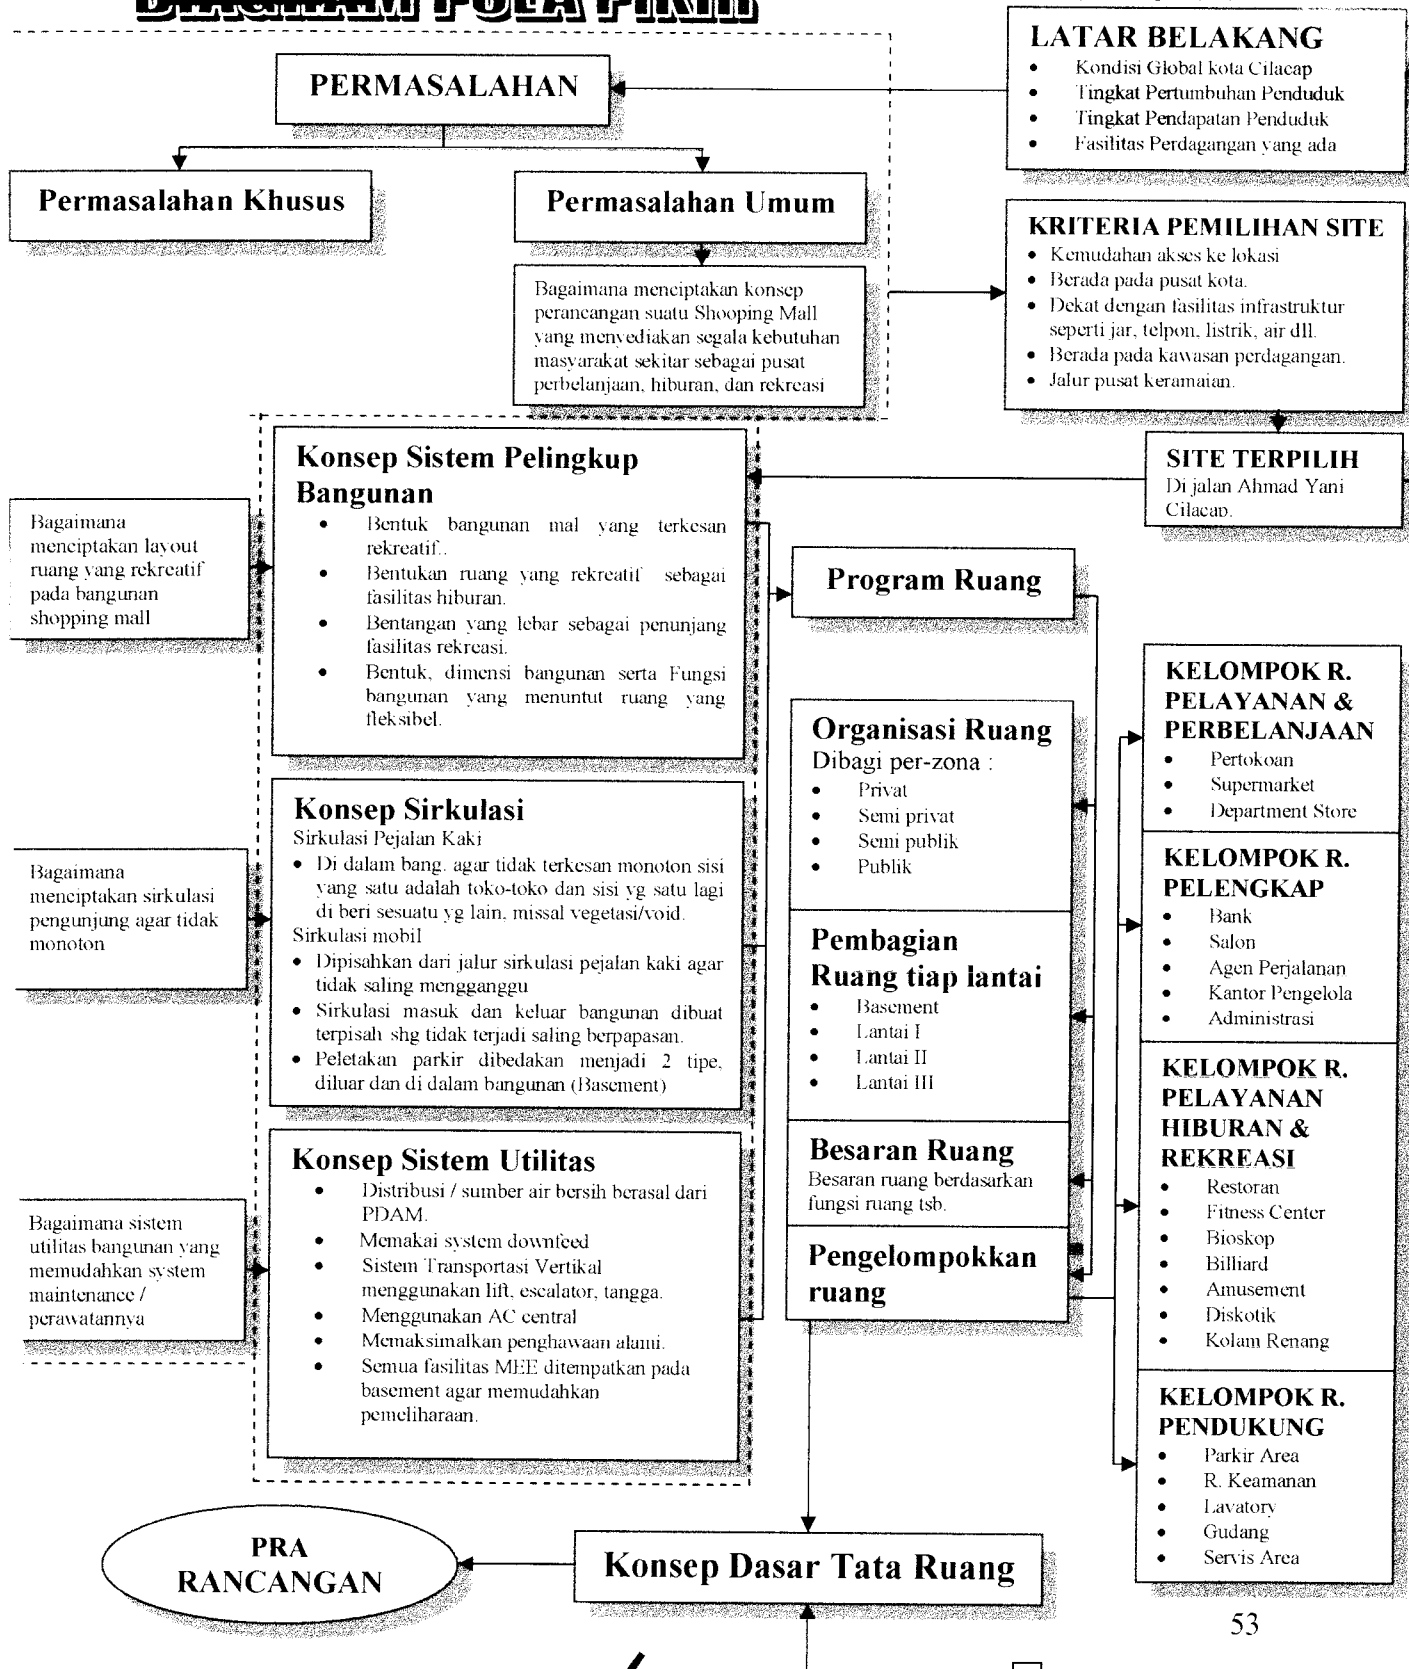 DIAGRAM POLA PIKIR
LATAR BELAKANG
• Kondisi Global kota Cilacap
• Tingkat Pertumbuhan Penduduk
• Tingkat Pendapatan Penduduk
• Fasilitas Perdagangan yang ada
PERMASALAHAN
Permasalahan Khusus
Permasalahan Umum
Bagaimana menciptakan konsep
perancangan suatu Shooping Mall
yang menyediakan segala kebutuhan
masyarakat sekitar sebagai pusat
perbelanjaan, hiburan, dan rekreasi
KRITERIA PEMILIHAN SITE
• Kemudahan akses ke lokasi
• Berada pada pusat kota.
• Dekat dengan fasilitas infrastruktur
seperti jar, telpon, listrik, air dll.
• Berada pada kawasan perdagangan.
• Jalur pusat keramaian.
SITE TERPILIH
Di jalan Ahmad Yani
Cilacap.
Bagaimana
menciptakan layout
ruang yang rekreatif
pada bangunan
shopping mall
Konsep Sistem Pelingkup
Bangunan
• Bentuk bangunan mal yang terkesan
rekreatif..
• Bentukan ruang yang rekreatif sebagai
fasilitas hiburan.
• Bentangan yang lebar sebagai penunjang
fasilitas rekreasi.
• Bentuk, dimensi bangunan serta Fungsi
bangunan yang menuntut ruang yang
fleksibel.
Bagaimana
menciptakan sirkulasi
pengunjung agar tidak
monoton
Konsep Sirkulasi
Sirkulasi Pejalan Kaki
• Di dalam bang. agar tidak terkesan monoton sisi
yang satu adalah toko-toko dan sisi yg satu lagi
di beri sesuatu yg lain, missal vegetasi/void.
Sirkulasi mobil
• Dipisahkan dari jalur sirkulasi pejalan kaki agar
tidak saling mengganggu
• Sirkulasi masuk dan keluar bangunan dibuat
terpisah shg tidak terjadi saling berpapasan.
• Peletakan parkir dibedakan menjadi 2 tipe,
diluar dan di dalam bangunan (Basement)
Bagaimana sistem
utilitas bangunan yang
memudahkan system
maintenance /
perawatannya
Konsep Sistem Utilitas
• Distribusi / sumber air bersih berasal dari
PDAM.
• Memakai system downfeed
• Sistem Transportasi Vertikal
menggunakan lift, escalator, tangga.
• Menggunakan AC central
• Memaksimalkan penghawaan alami.
• Semua fasilitas MEE ditempatkan pada
basement agar memudahkan
pemeliharaan.
Program Ruang
Organisasi Ruang
Dibagi per-zona :
• Privat
• Semi privat
• Semi publik
• Publik
Pembagian
Ruang tiap lantai
• Basement
• Lantai I
• Lantai II
• Lantai III
Besaran Ruang
Besaran ruang berdasarkan
fungsi ruang tsb.
Pengelompokkan
ruang
KELOMPOK R.
PELAYANAN &
PERBELANJAAN
• Pertokoan
• Supermarket
• Department Store
KELOMPOK R.
PELENGKAP
• Bank
• Salon
• Agen Perjalanan
• Kantor Pengelola
• Administrasi
KELOMPOK R.
PELAYANAN
HIBURAN &
REKREASI
• Restoran
• Fitness Center
• Bioskop
• Billiard
• Amusement
• Diskotik
• Kolam Renang
KELOMPOK R.
PENDUKUNG
• Parkir Area
• R. Keamanan
• Lavatory
• Gudang
• Servis Area
Konsep Dasar Tata Ruang
PRA
RANCANGAN
53